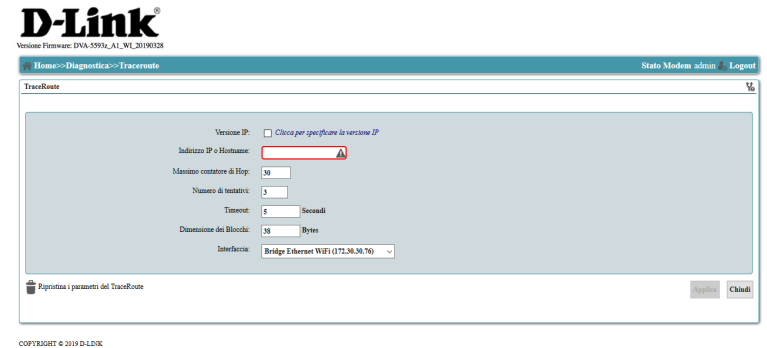 D-Link®
Versione Firmware: DVA-5593z_A1_WI_20190328
Home>>Diagnostica>>Traceroute
Stato Modem admin Logout
TraceRoute
Versione IP: Clicca per specificare la versione IP
Indirizzo IP o Hostname:
Massimo contatore di Hop: 30
Numero di tentativi: 3
Timeout: 5 Secondi
Dimensione dei Blocchi: 38 Bytes
Interfaccia: Bridge Ethernet WiFi (172.30.30.76)
Ripristina i parametri del TraceRoute
Applica Chiudi
COPYRIGHT © 2019 D-LINK